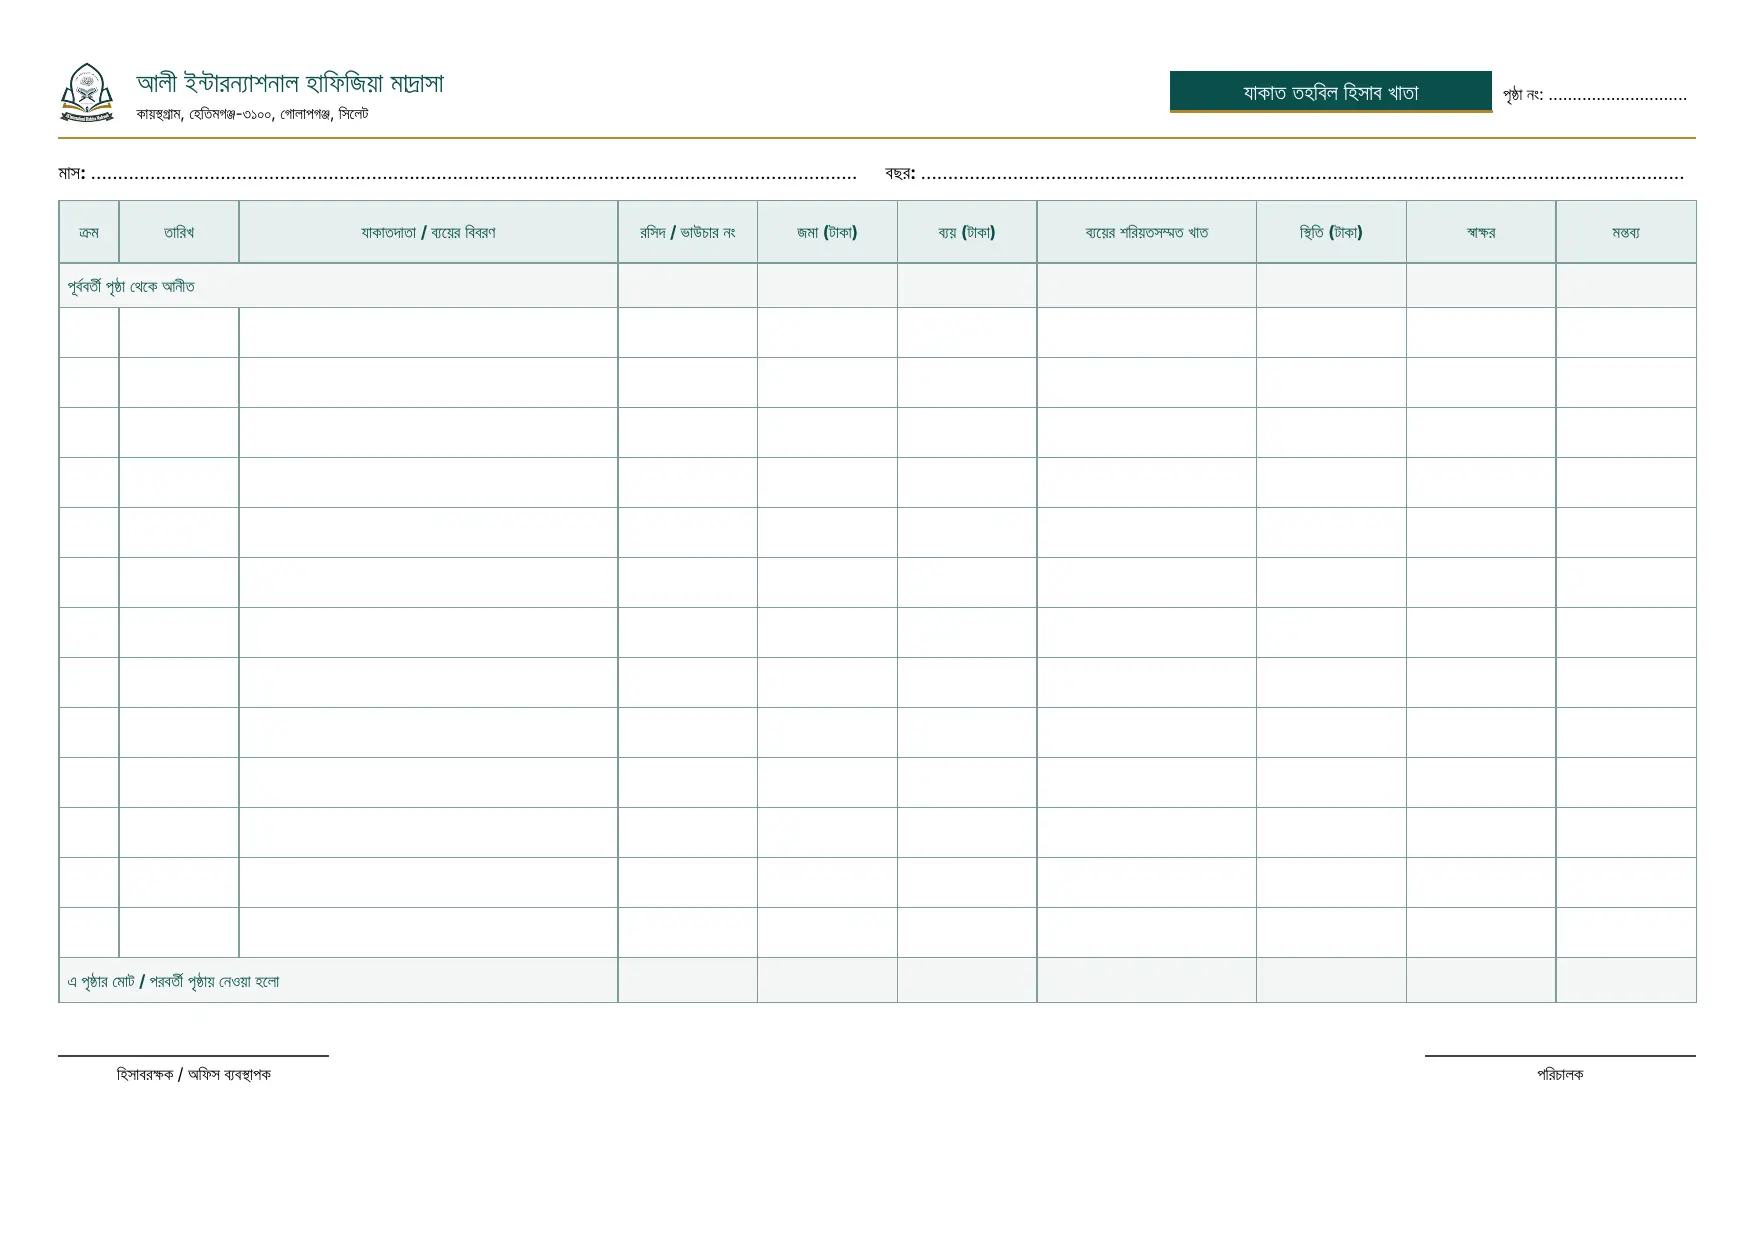 আলী ইন্টারন্যাশনাল হাফিজিয়া মাদ্রাসা
কায়স্থগ্রাম, হেতিমগঞ্জ-৩১০০, গোলাপগঞ্জ, সিলেট
যাকাত তহবিল হিসাব খাতা
পৃষ্ঠা নং: .............................
মাস: ................................................................................................................................................
বছর: ................................................................................................................................................
ক্রম তারিখ যাকাতদাতা / ব্যয়ের বিবরণ রসিদ / ভাউচার নং জমা (টাকা) ব্যয় (টাকা) ব্যয়ের শরিয়তসম্মত খাত স্থিতি (টাকা) স্বাক্ষর মন্তব্য
পূর্ববর্তী পৃষ্ঠা থেকে আনীত
এ পৃষ্ঠার মোট / পরবর্তী পৃষ্ঠায় নেওয়া হলো
হিসাবরক্ষক / অফিস ব্যবস্থাপক
পরিচালক